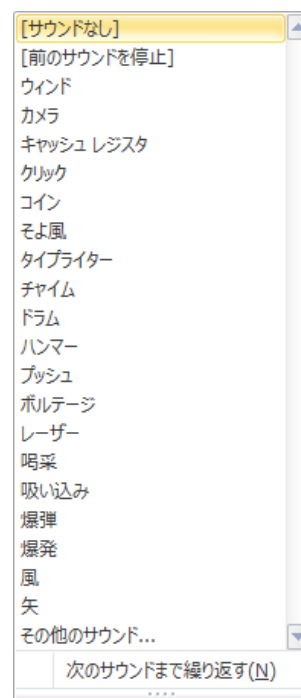 [サウンドなし]
[前のサウンドを停止]
ウィンド
カメラ
キャッシュ レジスタ
クリック
コイン
そよ風
タイプライター
チャイム
ドラム
ハンマー
プッシュ
ボルテージ
レーザー
喝采
吸い込み
爆弾
爆発
風
矢
その他のサウンド...
次のサウンドまで繰り返す(N)